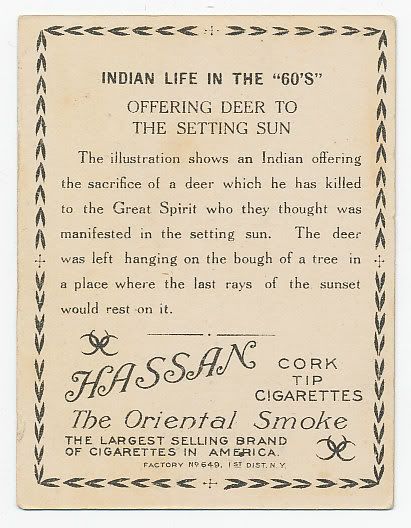 INDIAN LIFE IN THE "60'S"
OFFERING DEER TO
THE SETTING SUN
The illustration shows an Indian offering
the sacrifice of a deer which he has killed
to the Great Spirit who they thought was
manifested in the setting sun. The deer
was left hanging on the bough of a tree in
a place where the last rays of the sunset
would rest on it.
HASSAN
CORK
TIP
CIGARETTES
The Oriental Smoke
THE LARGEST SELLING BRAND
OF CIGARETTES IN AMERICA.
FACTORY Nº 649, 1ST DIST. N.Y.